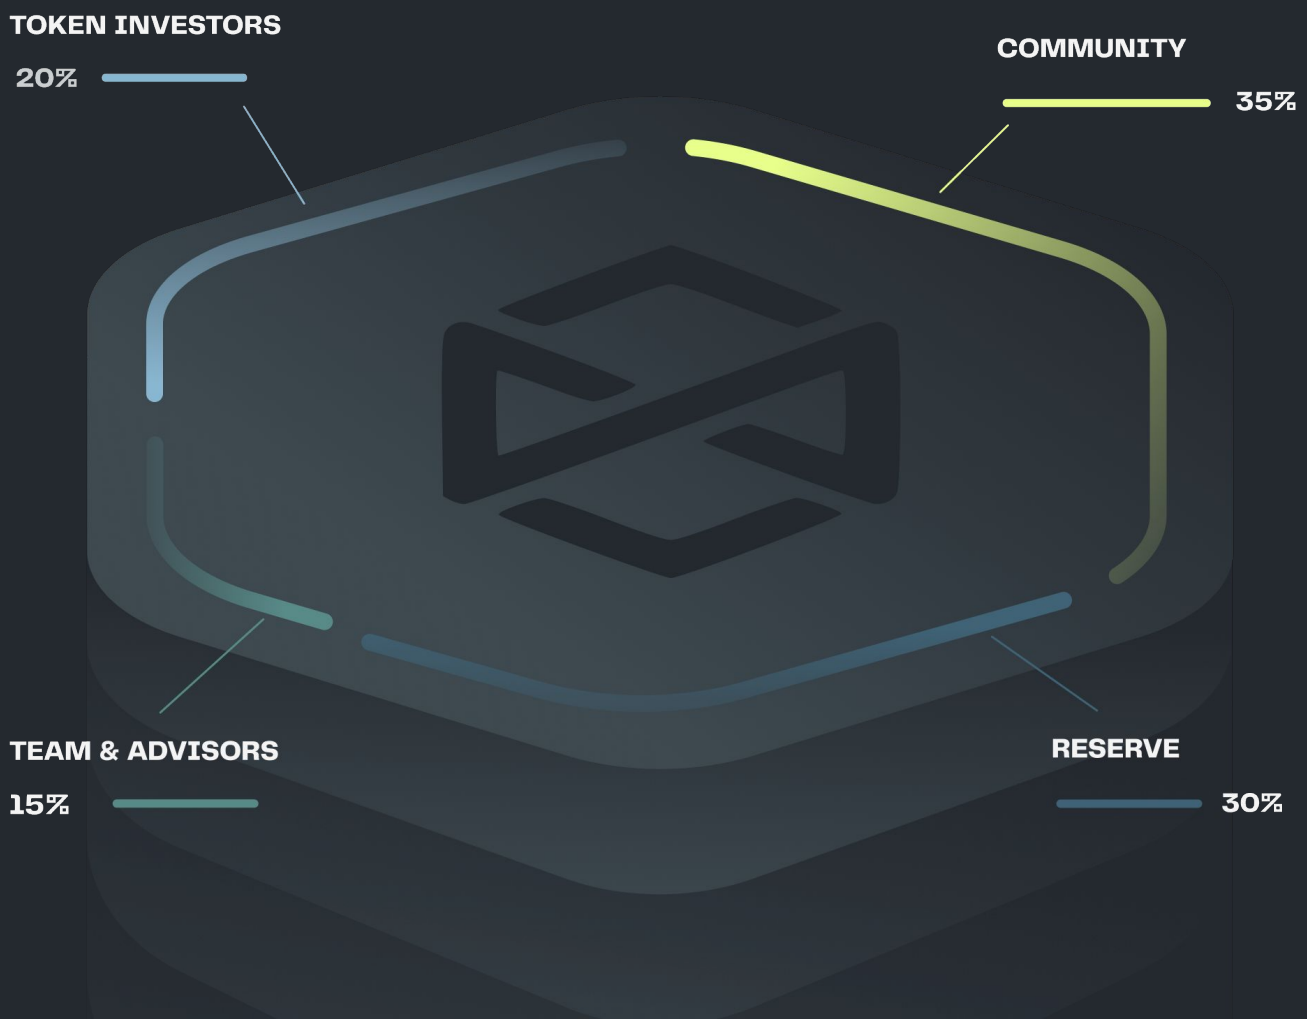 TOKEN INVESTORS
20%
COMMUNITY
35%
TEAM & ADVISORS
15%
RESERVE
30%